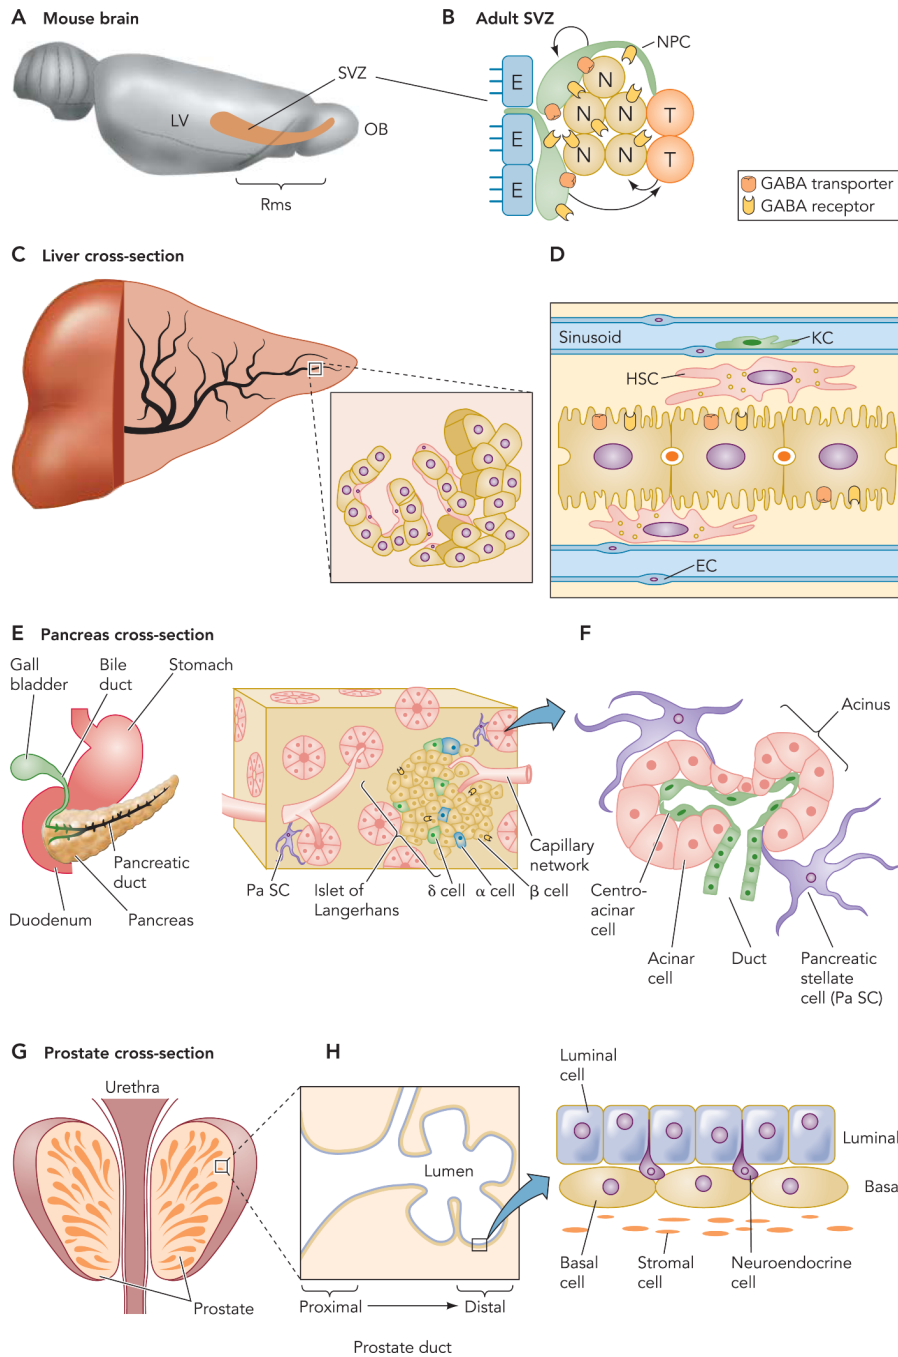 A Mouse brain
SVZ
LV
OB
Rms
B Adult SVZ
NPC
E
N
N
N
T
E
N
N
T
E
GABA transporter
GABA receptor
C Liver cross-section
D
Sinusoid
KC
HSC
EC
E Pancreas cross-section
Gall
bladder
Bile
duct
Stomach
Pancreatic
duct
Duodenum
Pancreas
Pa SC
Islet of
Langerhans
δ cell
α cell
β cell
Capillary
network
F
Acinus
Centro-
acinar
cell
Acinar
cell
Duct
Pancreatic
stellate
cell (Pa SC)
G Prostate cross-section
Urethra
Prostate
H
Lumen
Proximal
Distal
Prostate duct
Luminal
cell
Luminal
Basal
Basal
cell
Stromal
cell
Neuroendocrine
cell